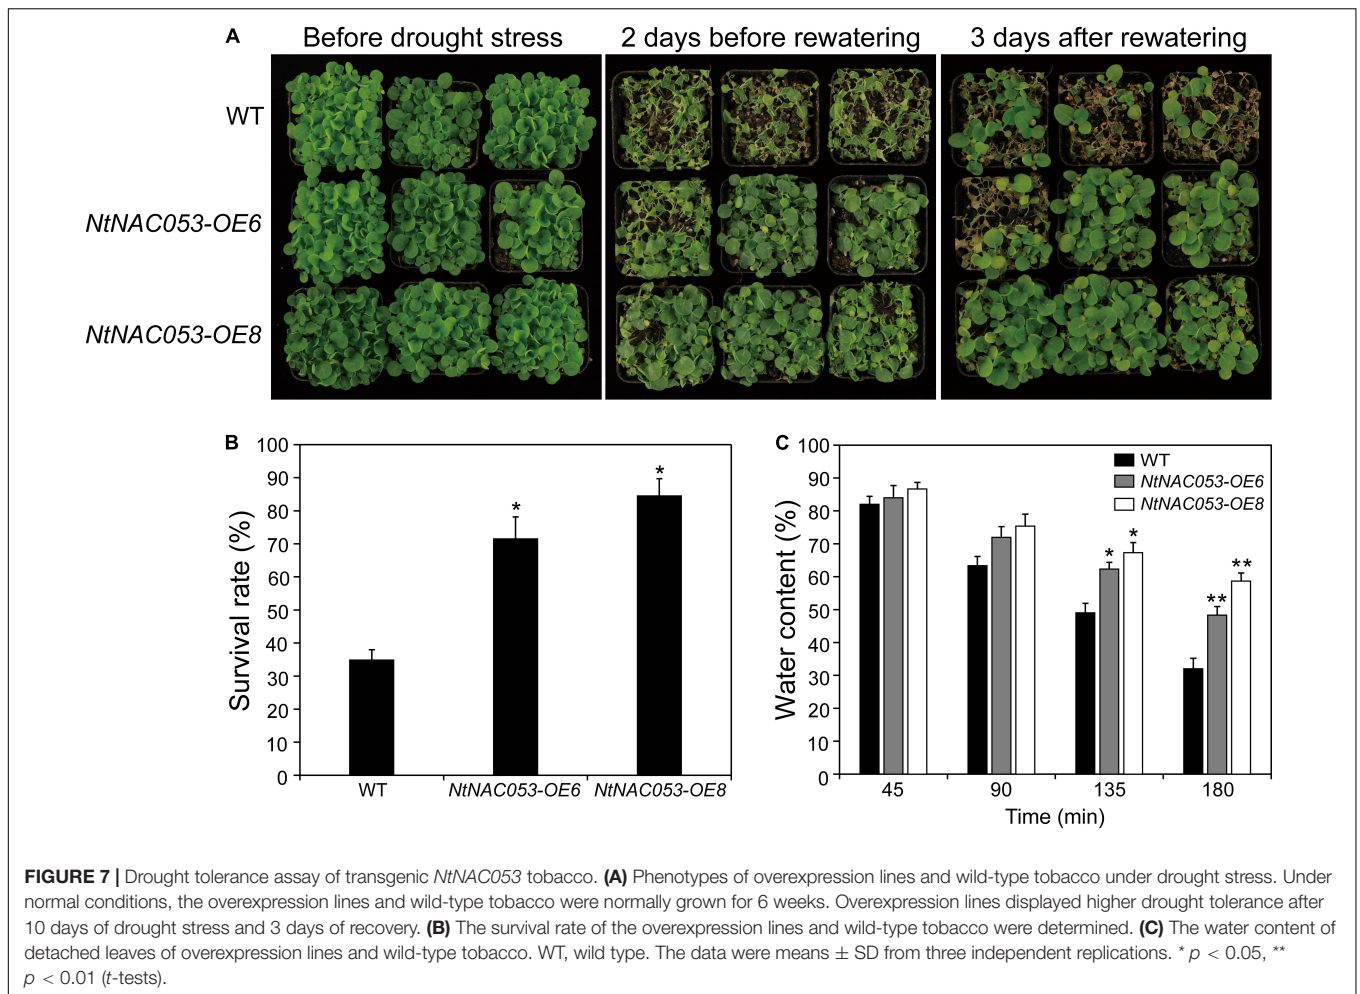 A Before drought stress 2 days before rewatering 3 days after rewatering
WT
NtNAC053-OE6
NtNAC053-OE8
B
100
90
80
70
60
50
40
30
20
10
0
Survival rate (%)
*
*
WT NtNAC053-OE6 NtNAC053-OE8
C
100
90
80
70
60
50
40
30
20
10
0
Water content (%)
WT
NtNAC053-OE6
NtNAC053-OE8
*
*
**
**
45 90 135 180
Time (min)
FIGURE 7 | Drought tolerance assay of transgenic NtNAC053 tobacco. (A) Phenotypes of overexpression lines and wild-type tobacco under drought stress. Under
normal conditions, the overexpression lines and wild-type tobacco were normally grown for 6 weeks. Overexpression lines displayed higher drought tolerance after
10 days of drought stress and 3 days of recovery. (B) The survival rate of the overexpression lines and wild-type tobacco were determined. (C) The water content of
detached leaves of overexpression lines and wild-type tobacco. WT, wild type. The data were means ± SD from three independent replications. * p < 0.05, **
p < 0.01 (t-tests).